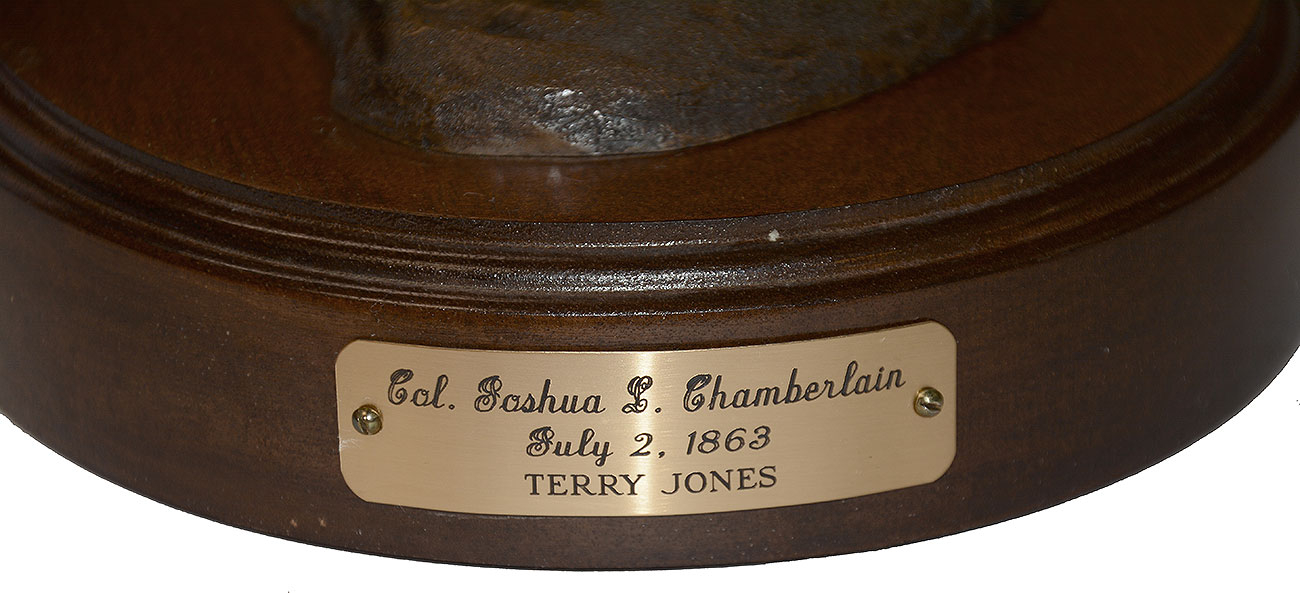 Col. Joshua L. Chamberlain
July 2, 1863
TERRY JONES